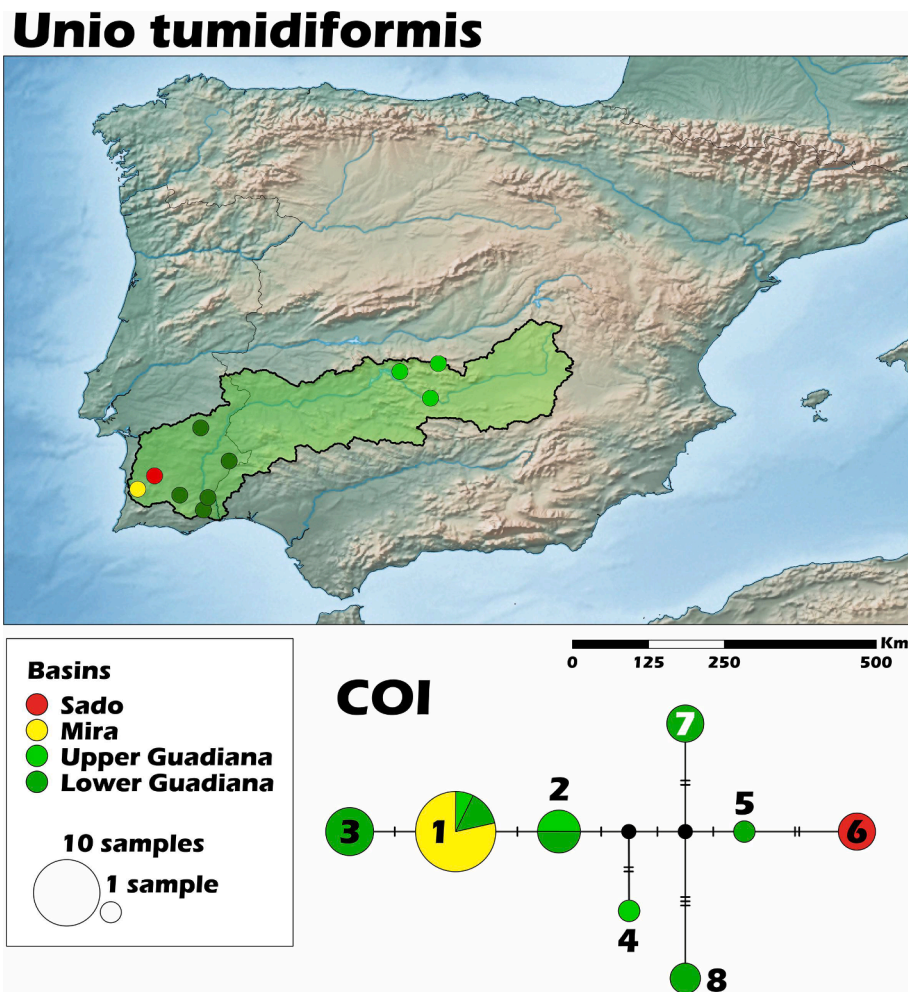 Unio tumidiformis
Km
0 125 250 500
Basins
Sado
Mira
Upper Guadiana
Lower Guadiana
10 samples
1 sample
COI
7
2
5
3
1
6
4
8